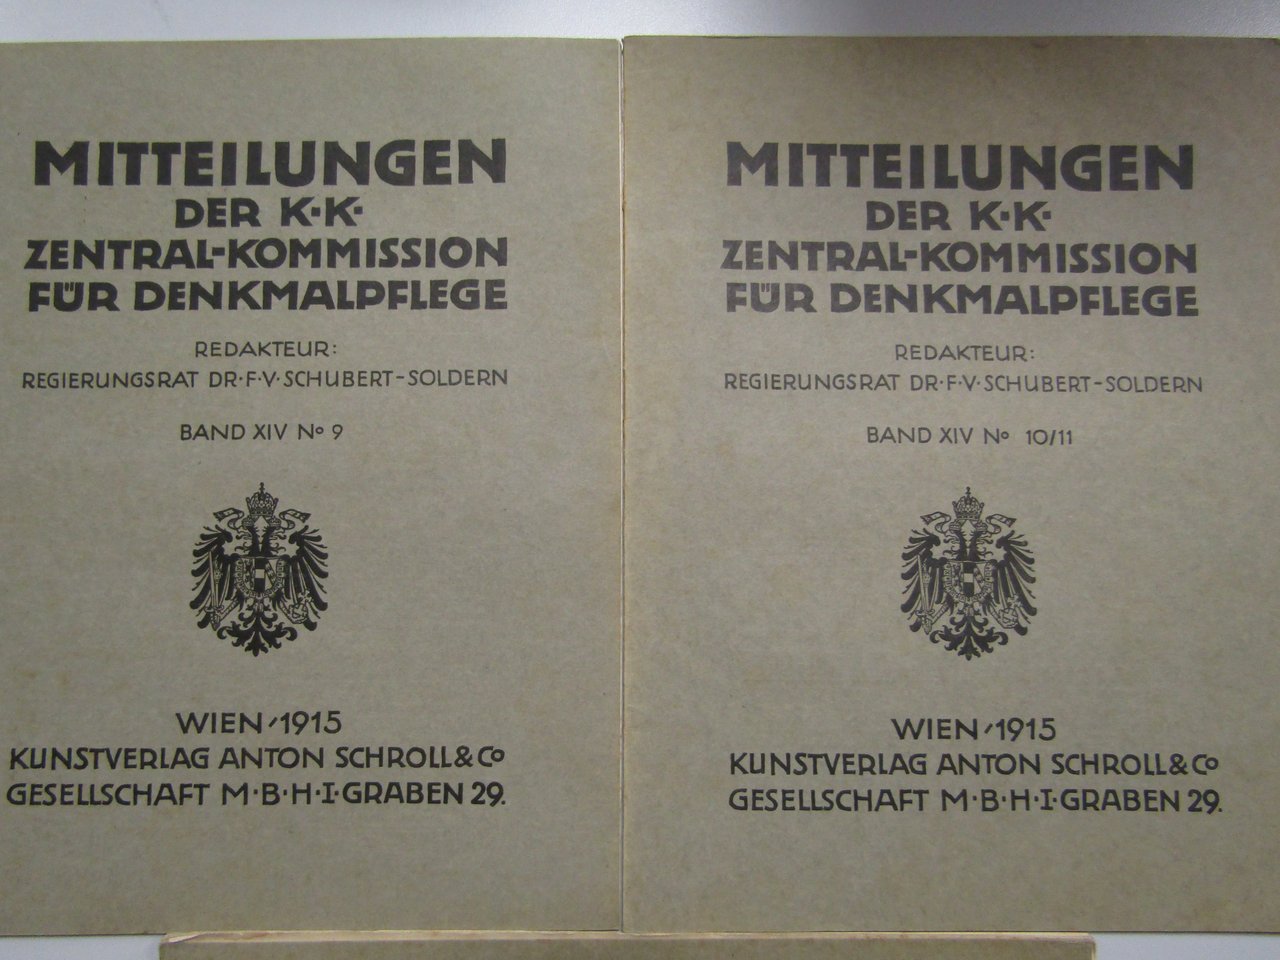 MITTEILUNGEN
DER K·K·
ZENTRAL-KOMMISSION
FÜR DENKMALPFLEGE
REDAKTEUR:
REGIERUNGSRAT DR·F·V·SCHUBERT-SOLDERN
BAND XIV No 9
WIEN/1915
KUNSTVERLAG ANTON SCHROLL & Co
GESELLSCHAFT M·B·H·I·GRABEN 29.
MITTEILUNGEN
DER K·K·
ZENTRAL-KOMMISSION
FÜR DENKMALPFLEGE
REDAKTEUR:
REGIERUNGSRAT DR·F·V·SCHUBERT-SOLDERN
BAND XIV No 10/11
WIEN/1915
KUNSTVERLAG ANTON SCHROLL & Co
GESELLSCHAFT M·B·H·I·GRABEN 29.